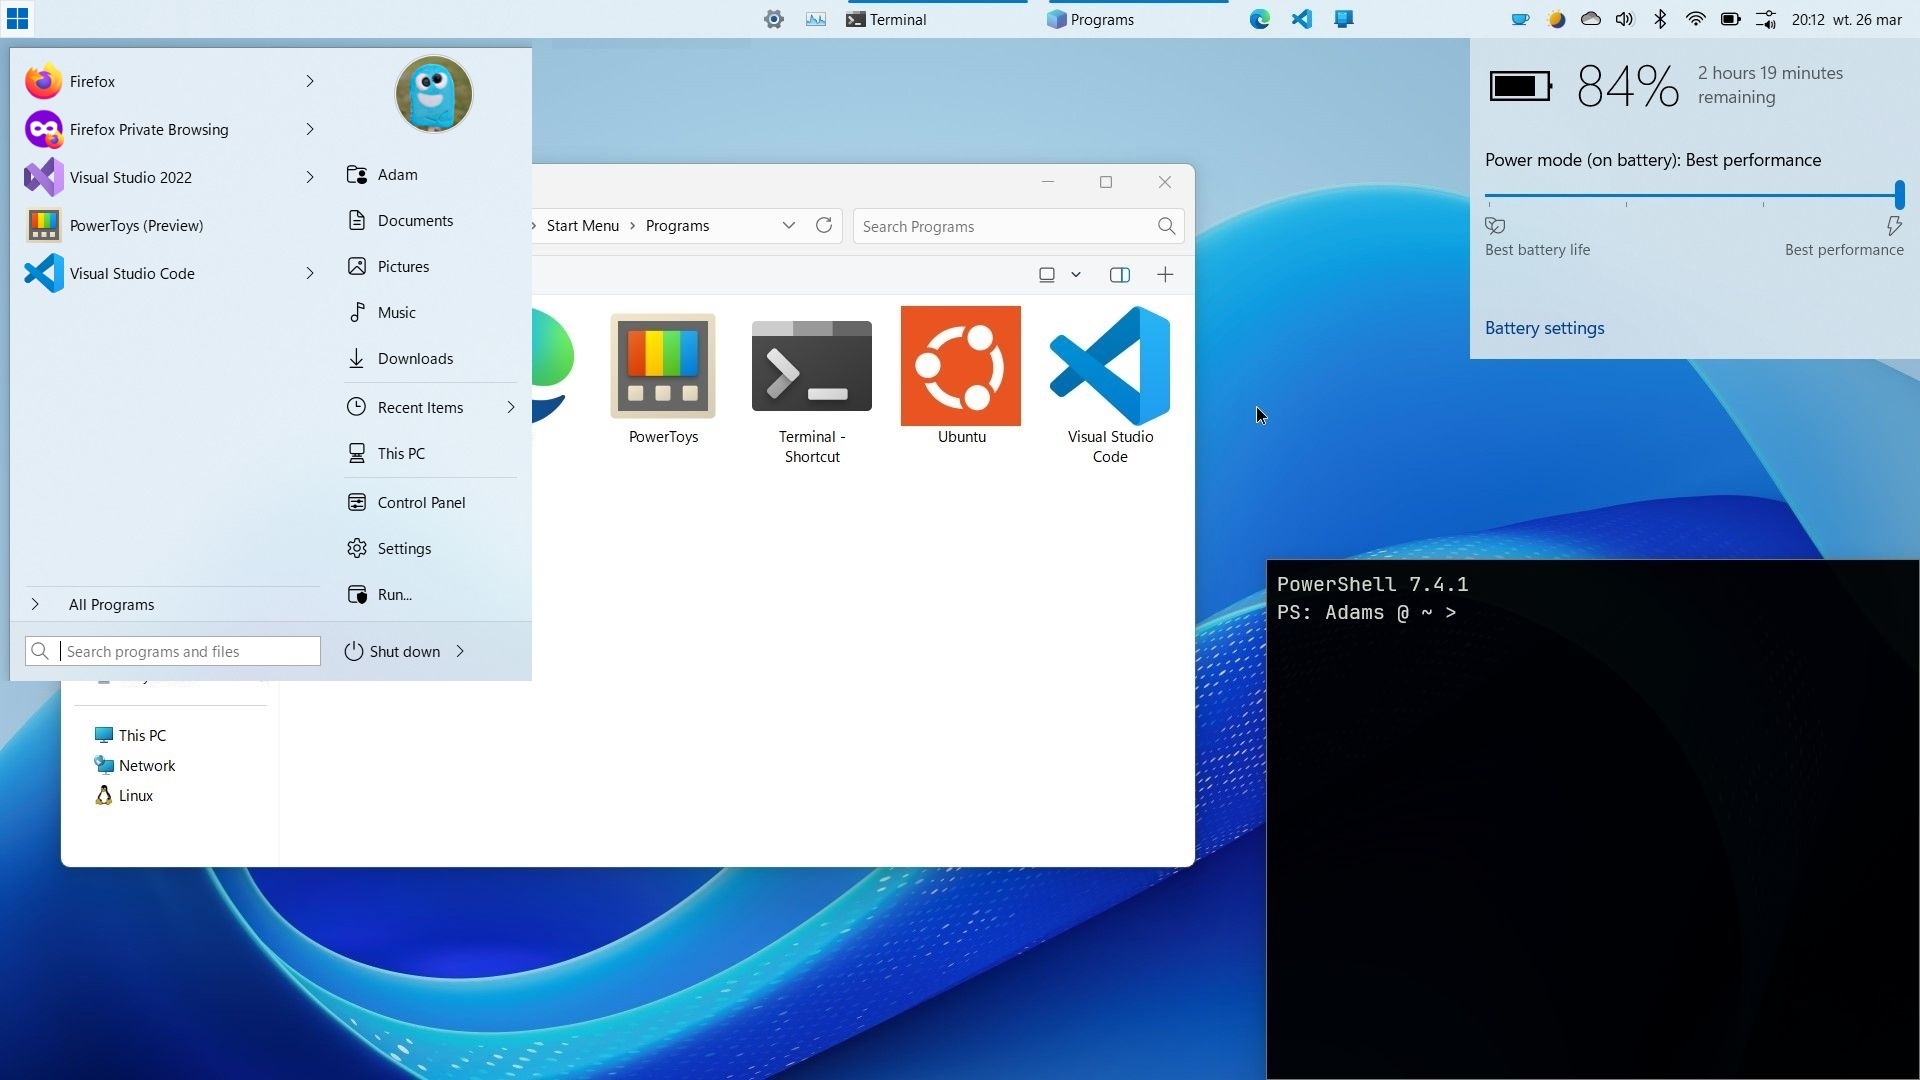 Terminal
Programs
20:12 wt. 26 mar
Firefox
Firefox Private Browsing
Visual Studio 2022
PowerToys (Preview)
Visual Studio Code
All Programs
Search programs and files
Adam
Documents
Pictures
Music
Downloads
Recent Items
This PC
Control Panel
Settings
Run...
Shut down
Start Menu
Programs
Search Programs
PowerToys
Terminal -
Shortcut
Ubuntu
Visual Studio
Code
This PC
Network
Linux
84%
2 hours 19 minutes
remaining
Power mode (on battery): Best performance
Best battery life
Best performance
Battery settings
PowerShell 7.4.1
PS: Adams @ ~ >